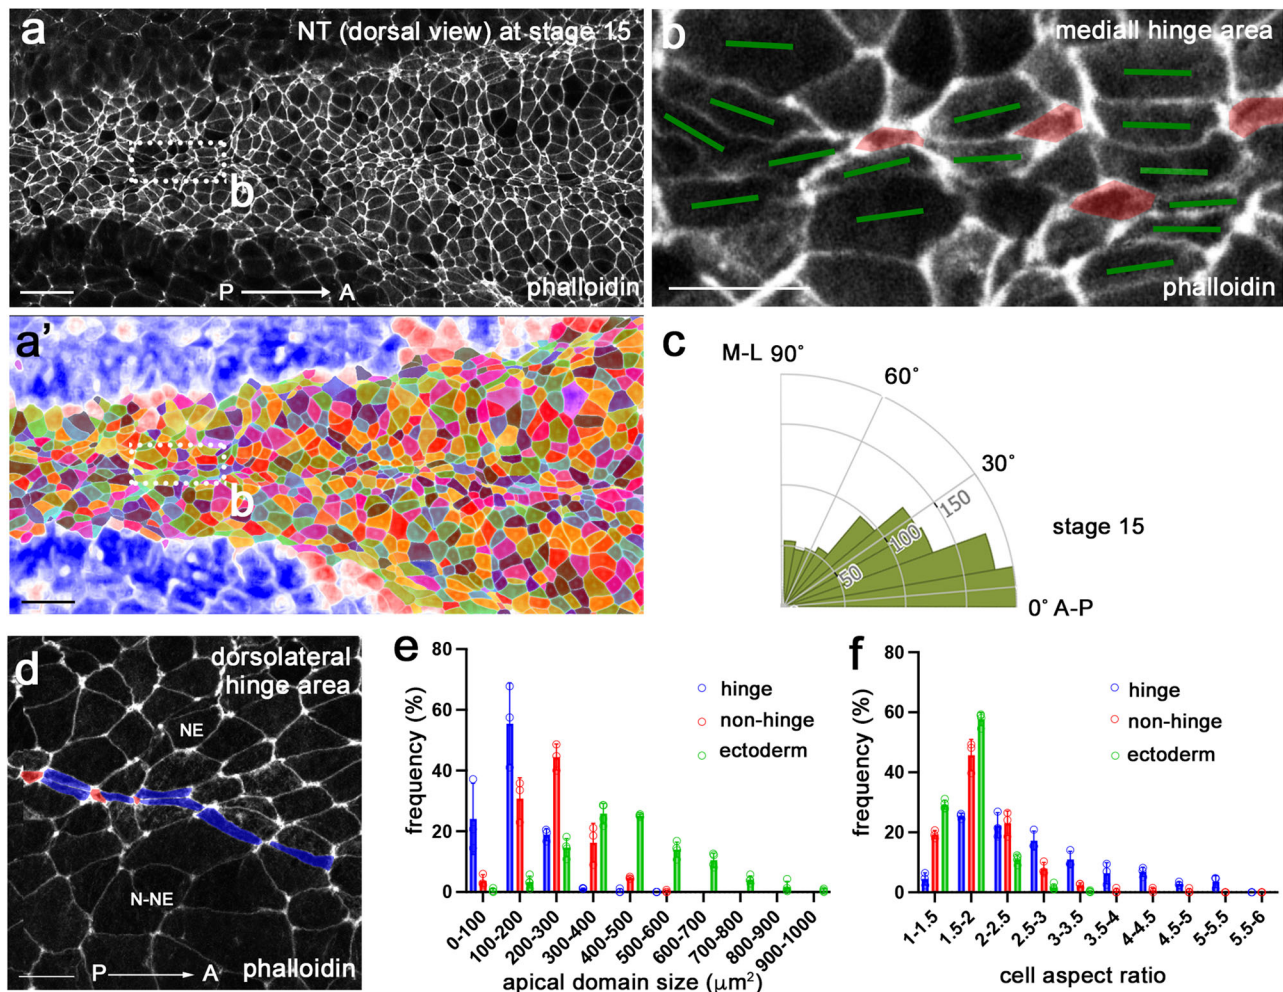 a
NT (dorsal view) at stage 15
b
P A
phalloidin
b
mediall hinge area
phalloidin
a'
b
c
M-L 90°
60°
30°
150
100
50
0° A-P
stage 15
d
dorsolateral
hinge area
NE
N-NE
P A
phalloidin
e
80
60
40
20
0
frequency (%)
hinge
non-hinge
ectoderm
0-100
100-200
200-300
300-400
400-500
500-600
600-700
700-800
800-900
900-1000
apical domain size (μm²)
f
80
60
40
20
0
frequency (%)
hinge
non-hinge
ectoderm
1-1.5
1.5-2
2-2.5
2.5-3
3-3.5
3.5-4
4-4.5
4.5-5
5-5.5
5.5-6
cell aspect ratio